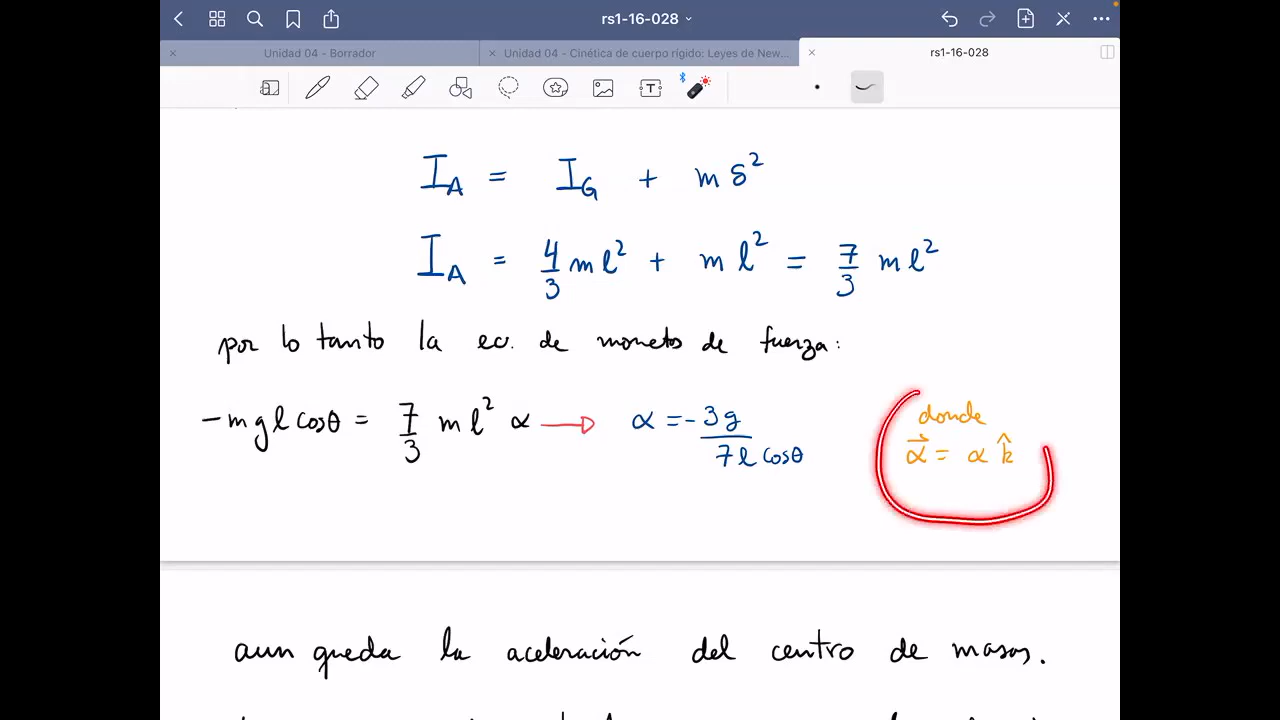 rs1-16-028
Unidad 04 - Borrador
Unidad 04 - Cinética de cuerpo rígido: Leyes de New...
rs1-16-028
I_A = I_G + m δ²
I_A = 4/3 m l² + m l² = 7/3 m l²
por lo tanto la ec. de moneto de fuerza:
-m g l cosθ = 7/3 m l² α → α = -3g/7l cosθ
donde
α⃗ = α k̂
aun queda la aceleración del centro de masas.